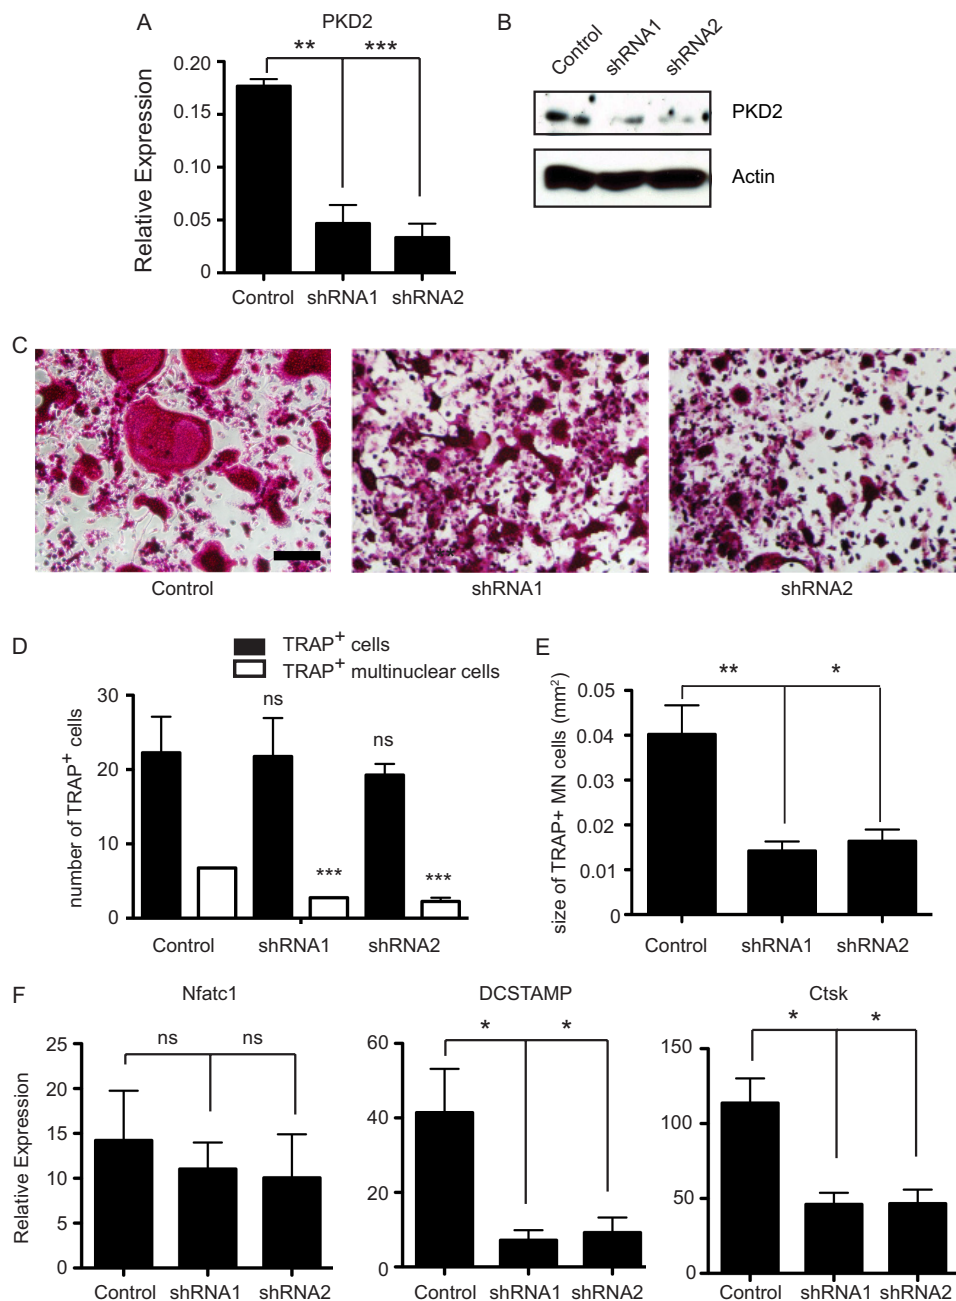 A
PKD2
** ***
0.20
0.15
0.10
0.05
0
Relative Expression
Control shRNA1 shRNA2
B
Control shRNA1 shRNA2
PKD2
Actin
C
Control shRNA1 shRNA2
D
TRAP+ cells
TRAP+ multinuclear cells
30
20
10
0
number of TRAP+ cells
ns
ns
*** ***
Control shRNA1 shRNA2
E
** *
0.05
0.04
0.03
0.02
0.01
0
size of TRAP+ MN cells (mm²)
Control shRNA1 shRNA2
F
Nfatc1
ns ns
25
20
15
10
5
0
Relative Expression
Control shRNA1 shRNA2
DCSTAMP
* *
60
40
20
0
Control shRNA1 shRNA2
Ctsk
* *
150
100
50
0
Control shRNA1 shRNA2